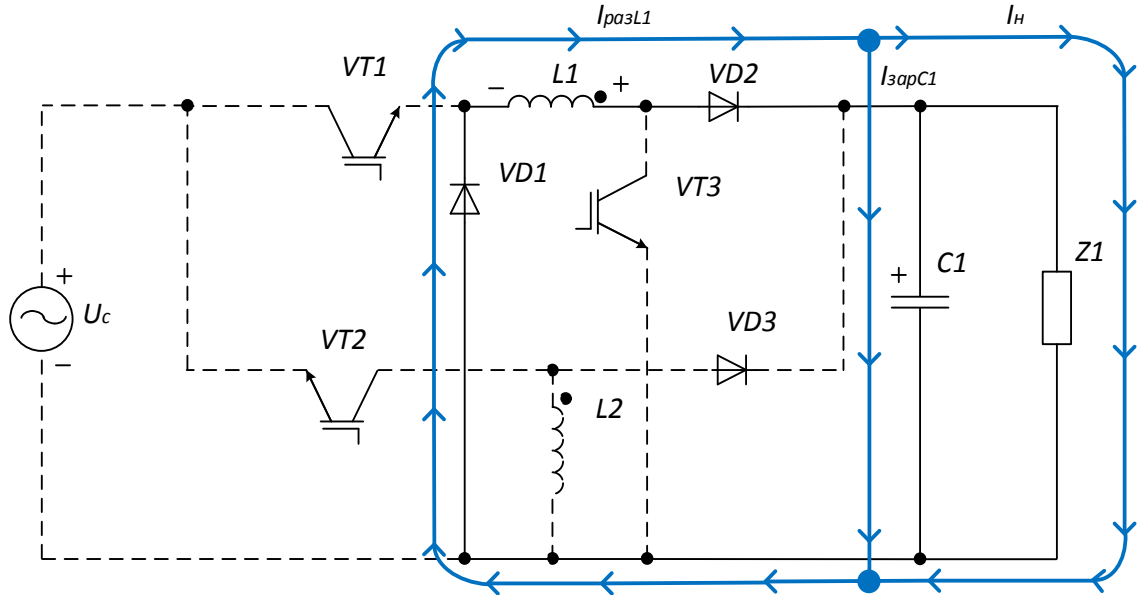 IразL1
Iн
VT1
L1
VD2
IзарC1
− +
VD1
VT3
+
Uc
−
VT2
VD3
+ C1
Z1
L2